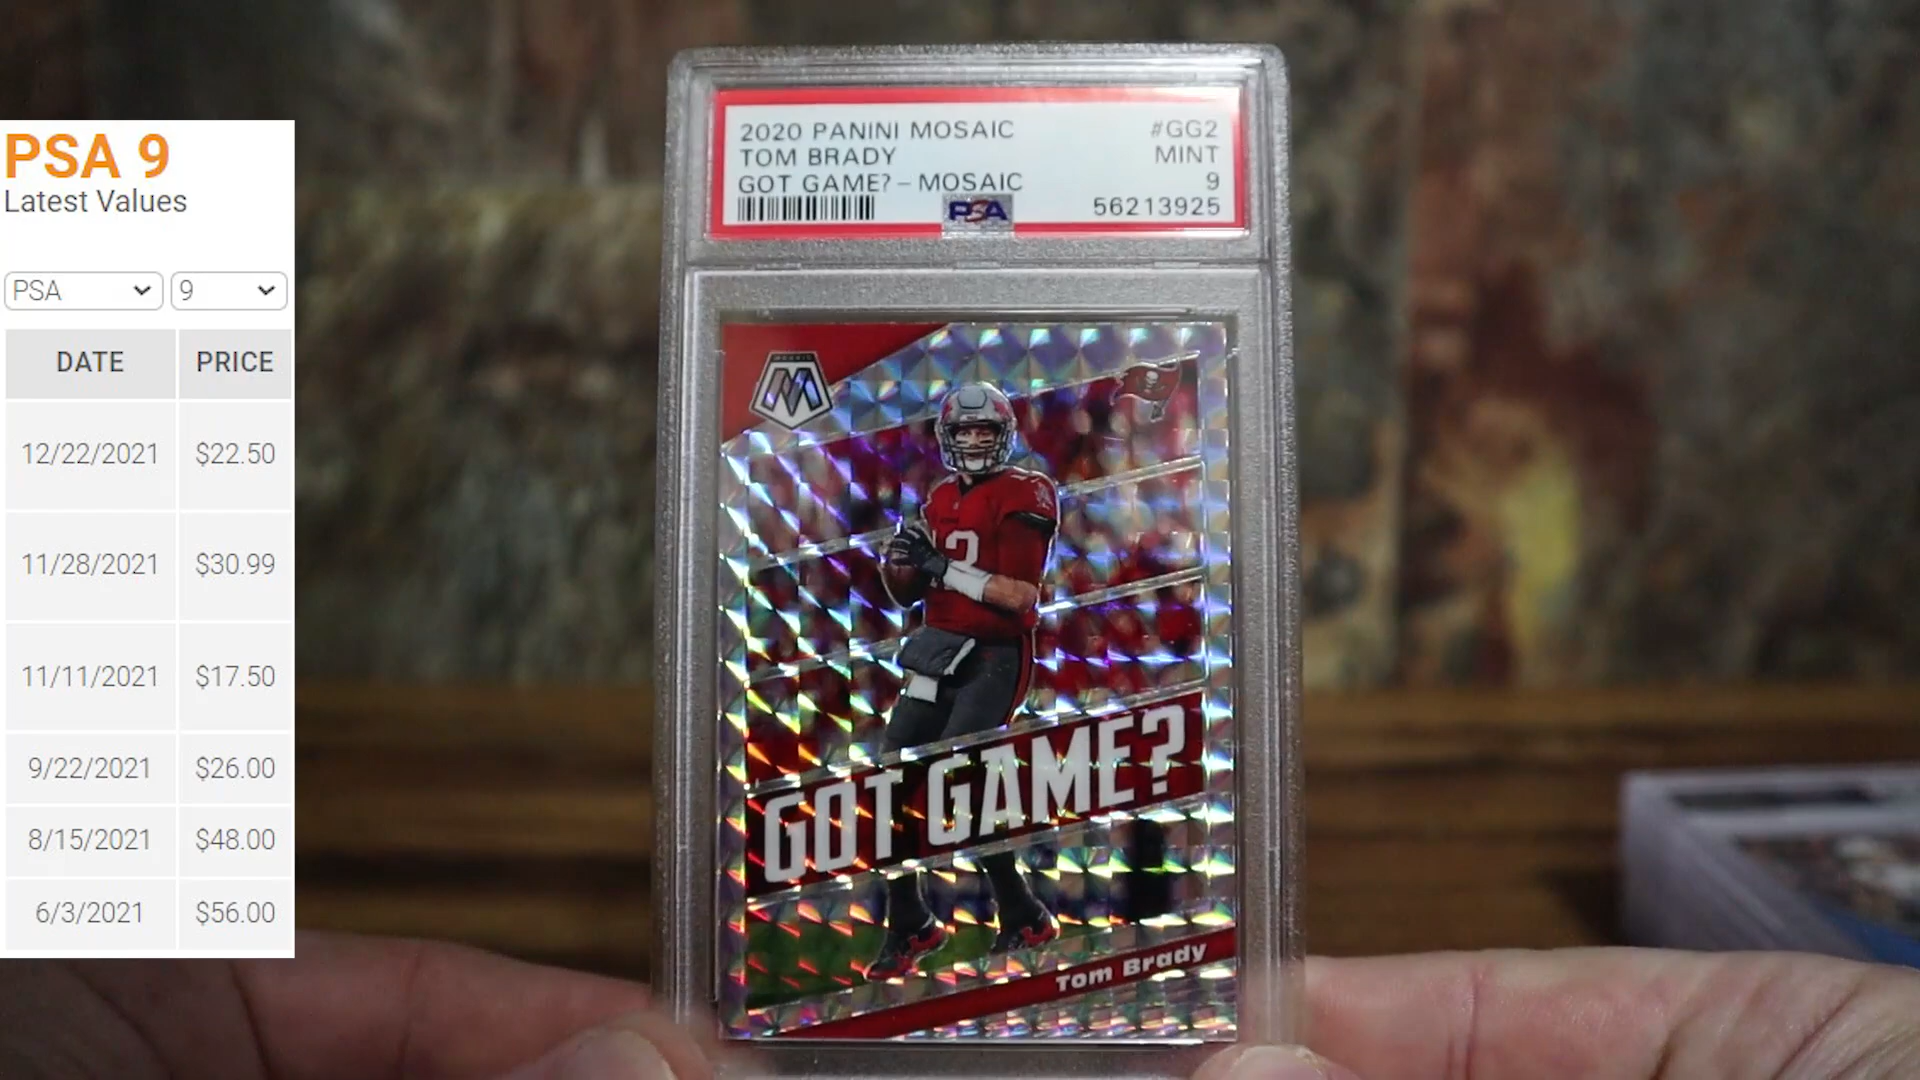 PSA 9
Latest Values
PSA 9
DATE PRICE
12/22/2021 $22.50
11/28/2021 $30.99
11/11/2021 $17.50
9/22/2021 $26.00
8/15/2021 $48.00
6/3/2021 $56.00
2020 PANINI MOSAIC #GG2
TOM BRADY MINT
GOT GAME? - MOSAIC 9
PSA 56213925
MOSAIC
M
12
GOT GAME?
Tom Brady